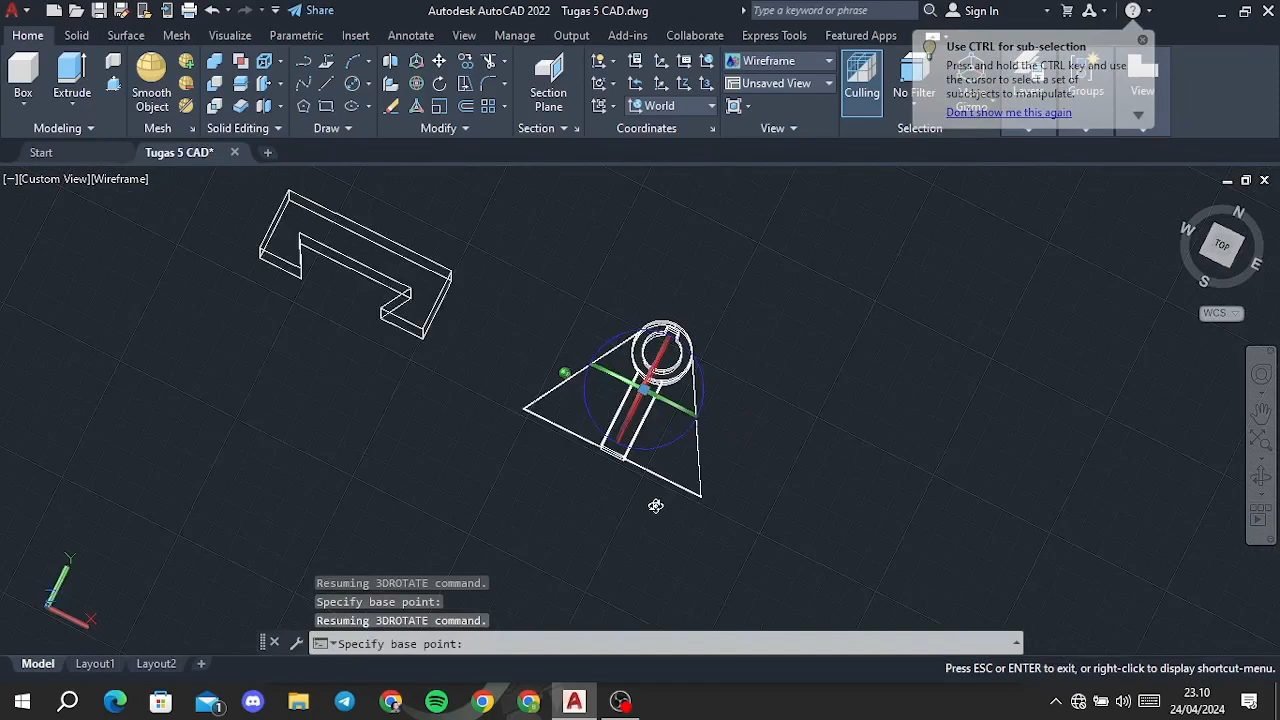 Share
Autodesk AutoCAD 2022 Tugas 5 CAD.dwg
Type a keyword or phrase
Sign In
Home Solid Surface Mesh Visualize Parametric Insert Annotate View Manage Output Add-ins Collaborate Express Tools Featured Apps
Use CTRL for sub-selection
Press and hold the CTRL key and use
the cursor to select a set of
subobjects to manipulate.
Don't show me this again
Box
Extrude
Smooth
Object
Section
Plane
Wireframe
Unsaved View
World
Culling
No Filter
Gizmo
Layers
Groups
View
Modeling
Mesh
Solid Editing
Draw
Modify
Section
Coordinates
View
Selection
Start
Tugas 5 CAD*
[−][Custom View][Wireframe]
N
W
TOP
E
S
WCS
Y
X
Resuming 3DROTATE command.
Specify base point:
Resuming 3DROTATE command.
Specify base point:
Model
Layout1
Layout2
Press ESC or ENTER to exit, or right-click to display shortcut-menu.
1
23.10
24/04/2024